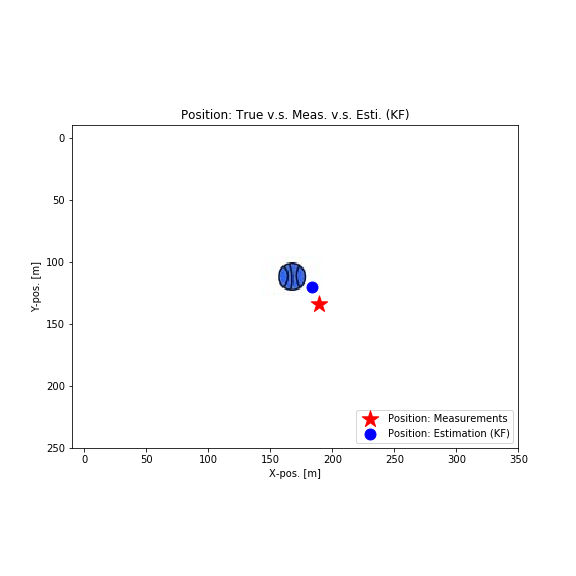 Position: True v.s. Meas. v.s. Esti. (KF)
0
50
100
150
200
250
Y-pos. [m]
Position: Measurements
Position: Estimation (KF)
0
50
100
150
200
250
300
350
X-pos. [m]